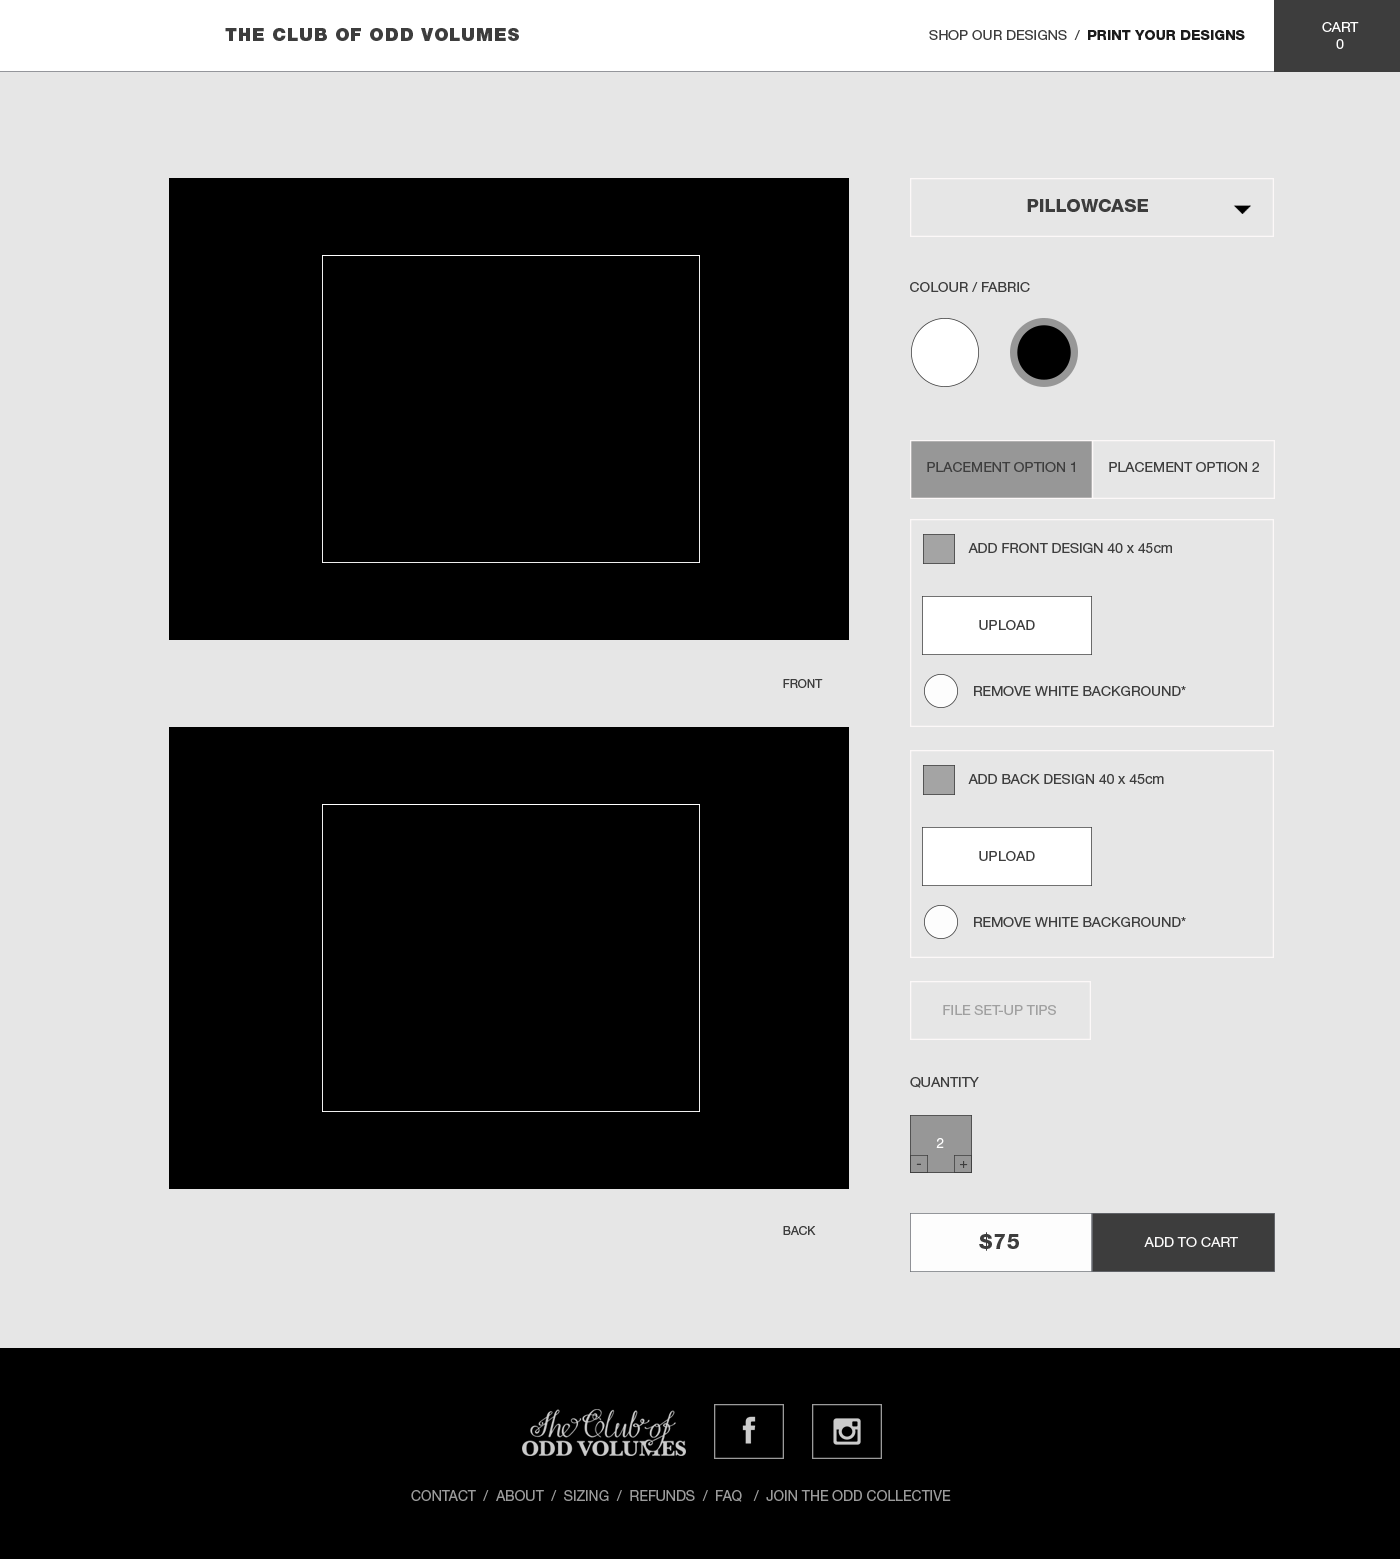 THE CLUB OF ODD VOLUMES
SHOP OUR DESIGNS / PRINT YOUR DESIGNS
CART
0
PILLOWCASE
COLOUR / FABRIC
PLACEMENT OPTION 1
PLACEMENT OPTION 2
ADD FRONT DESIGN 40 x 45cm
UPLOAD
REMOVE WHITE BACKGROUND*
FRONT
ADD BACK DESIGN 40 x 45cm
UPLOAD
REMOVE WHITE BACKGROUND*
FILE SET-UP TIPS
QUANTITY
2
- +
BACK
$75
ADD TO CART
The Club of
ODD VOLUMES
f
CONTACT / ABOUT / SIZING / REFUNDS / FAQ / JOIN THE ODD COLLECTIVE